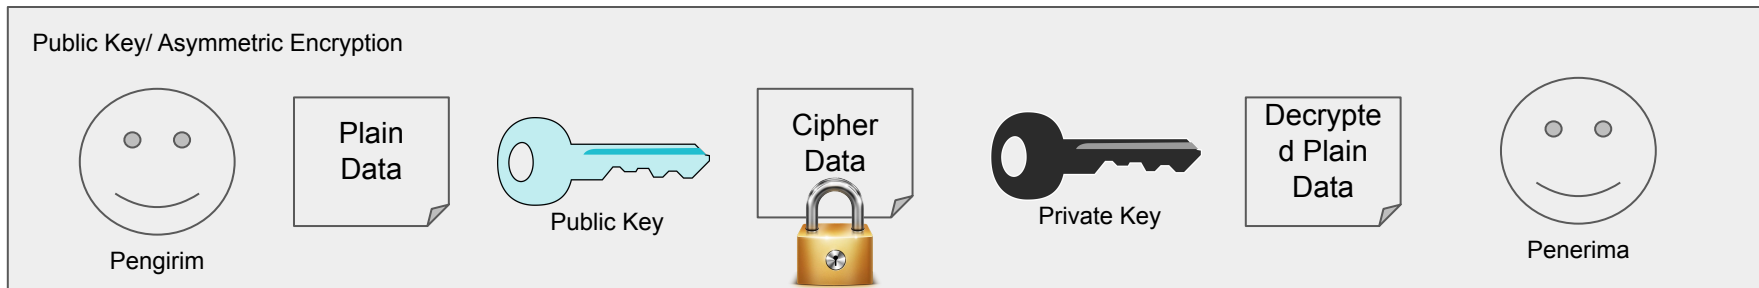 Public Key/ Asymmetric Encryption
Plain
Data
Public Key
Cipher
Data
Private Key
Decrypte
d Plain
Data
Pengirim
Penerima